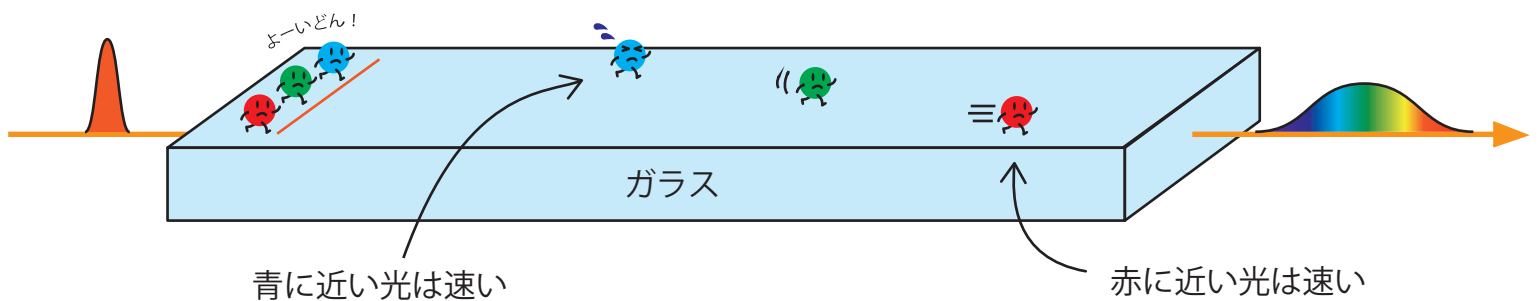 よーいどん！
ガラス
青に近い光は速い
赤に近い光は速い